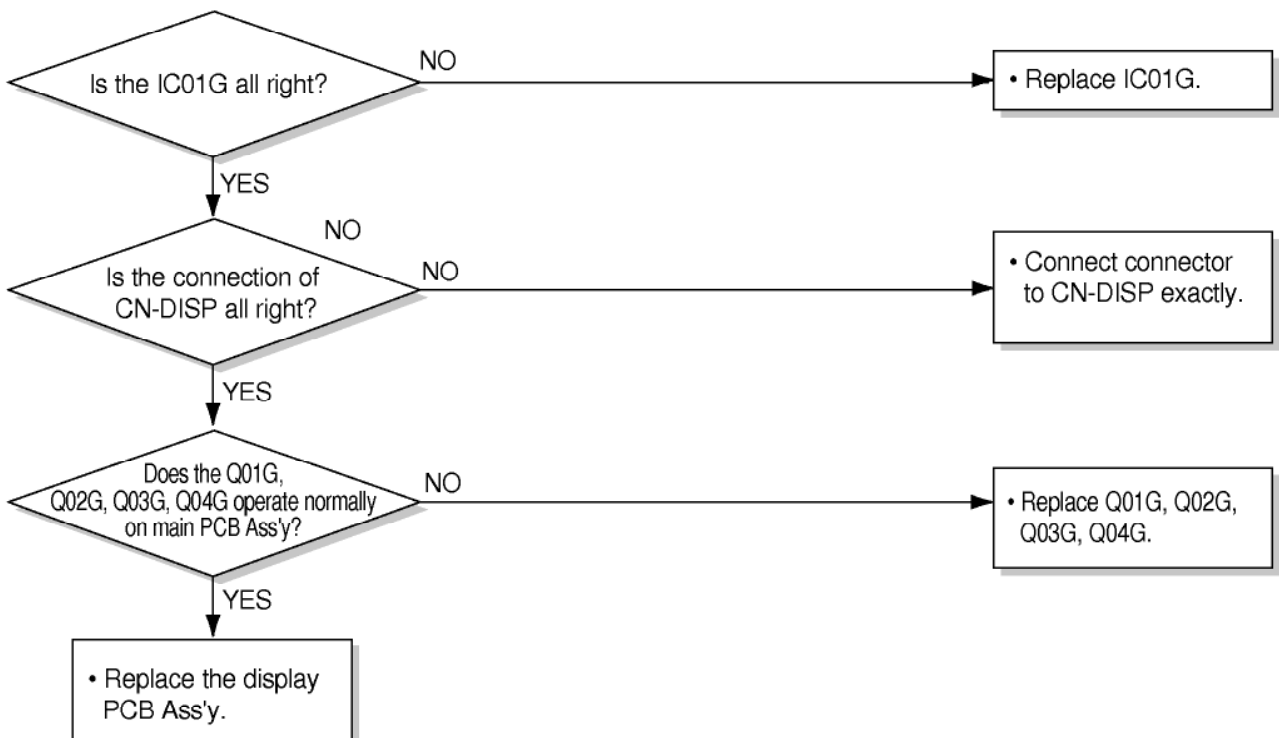 NO
Is the IC01G all right?
• Replace IC01G.
YES
NO
Is the connection of
CN-DISP all right?
NO
• Connect connector
to CN-DISP exactly.
YES
Does the Q01G,
Q02G, Q03G, Q04G operate normally
on main PCB Ass'y?
NO
• Replace Q01G, Q02G,
Q03G, Q04G.
YES
• Replace the display
PCB Ass'y.